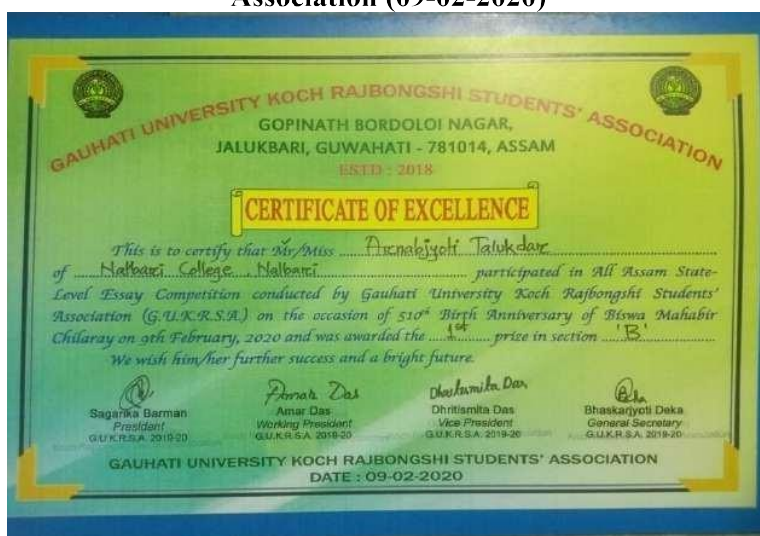 Association (09-02-2020)
GAUHATI UNIVERSITY KOCH RAJBONGSHI STUDENTS' ASSOCIATION
GOPINATH BORDOLOI NAGAR,
JALUKBARI, GUWAHATI - 781014, ASSAM
ESTD : 2018
CERTIFICATE OF EXCELLENCE
This is to certify that Mr/Miss Arnabjyoti Talukdar
of Nalbari College, Nalbari participated in All Assam State-
Level Essay Competition conducted by Gauhati University Koch Rajbongshi Students'
Association (G.U.K.R.S.A.) on the occasion of 510th Birth Anniversary of Biswa Mahabir
Chilaray on 9th February, 2020 and was awarded the 1st prize in section 'B'
We wish him/her further success and a bright future.
Amar Das Dhritismita Das
Sagarika Barman Amar Das Dhritismita Das Bhaskarjyoti Deka
President Working President Vice President General Secretary
G.U.K.R.S.A. 2019-20 G.U.K.R.S.A. 2019-20 G.U.K.R.S.A. 2019-20 G.U.K.R.S.A. 2019-20
GAUHATI UNIVERSITY KOCH RAJBONGSHI STUDENTS' ASSOCIATION
DATE : 09-02-2020